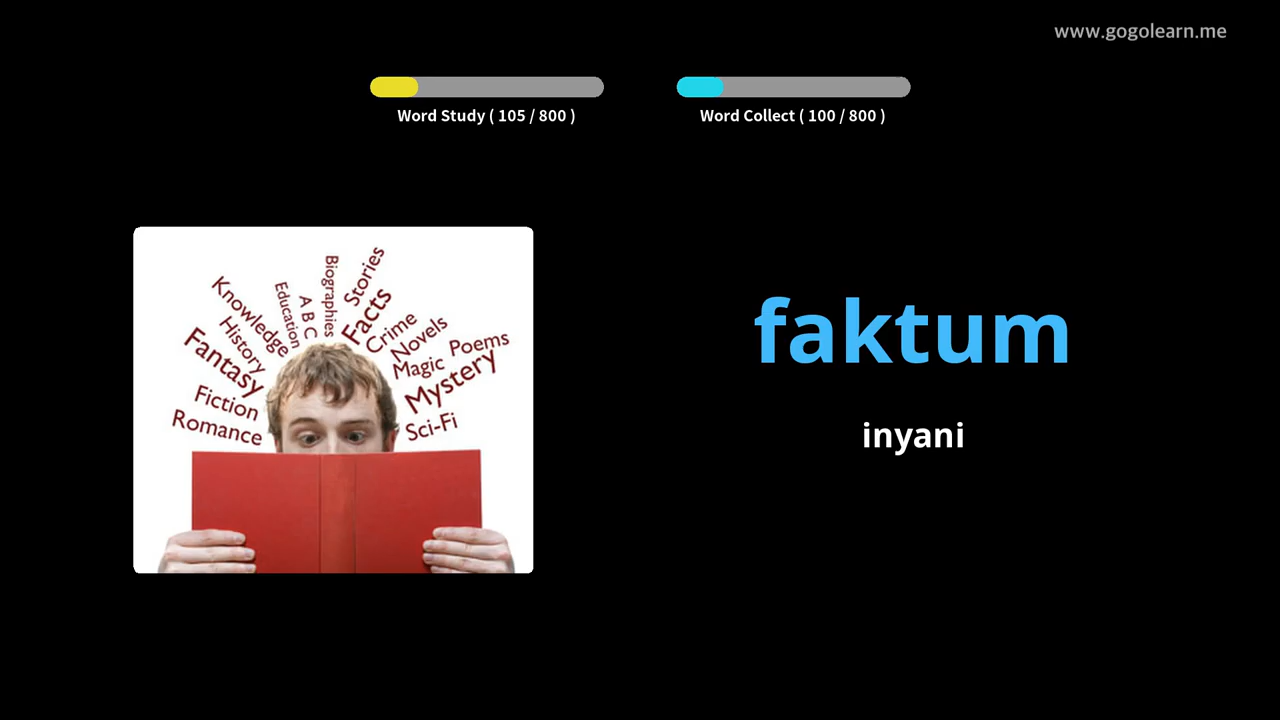 www.gogolearn.me
Word Study ( 105 / 800 )
Word Collect ( 100 / 800 )
Biographies
Stories
Education
A B C
Facts
Knowledge
Crime
History
Novels
Poems
Fantasy
Magic
Mystery
Fiction
Romance
Sci-Fi
faktum
inyani